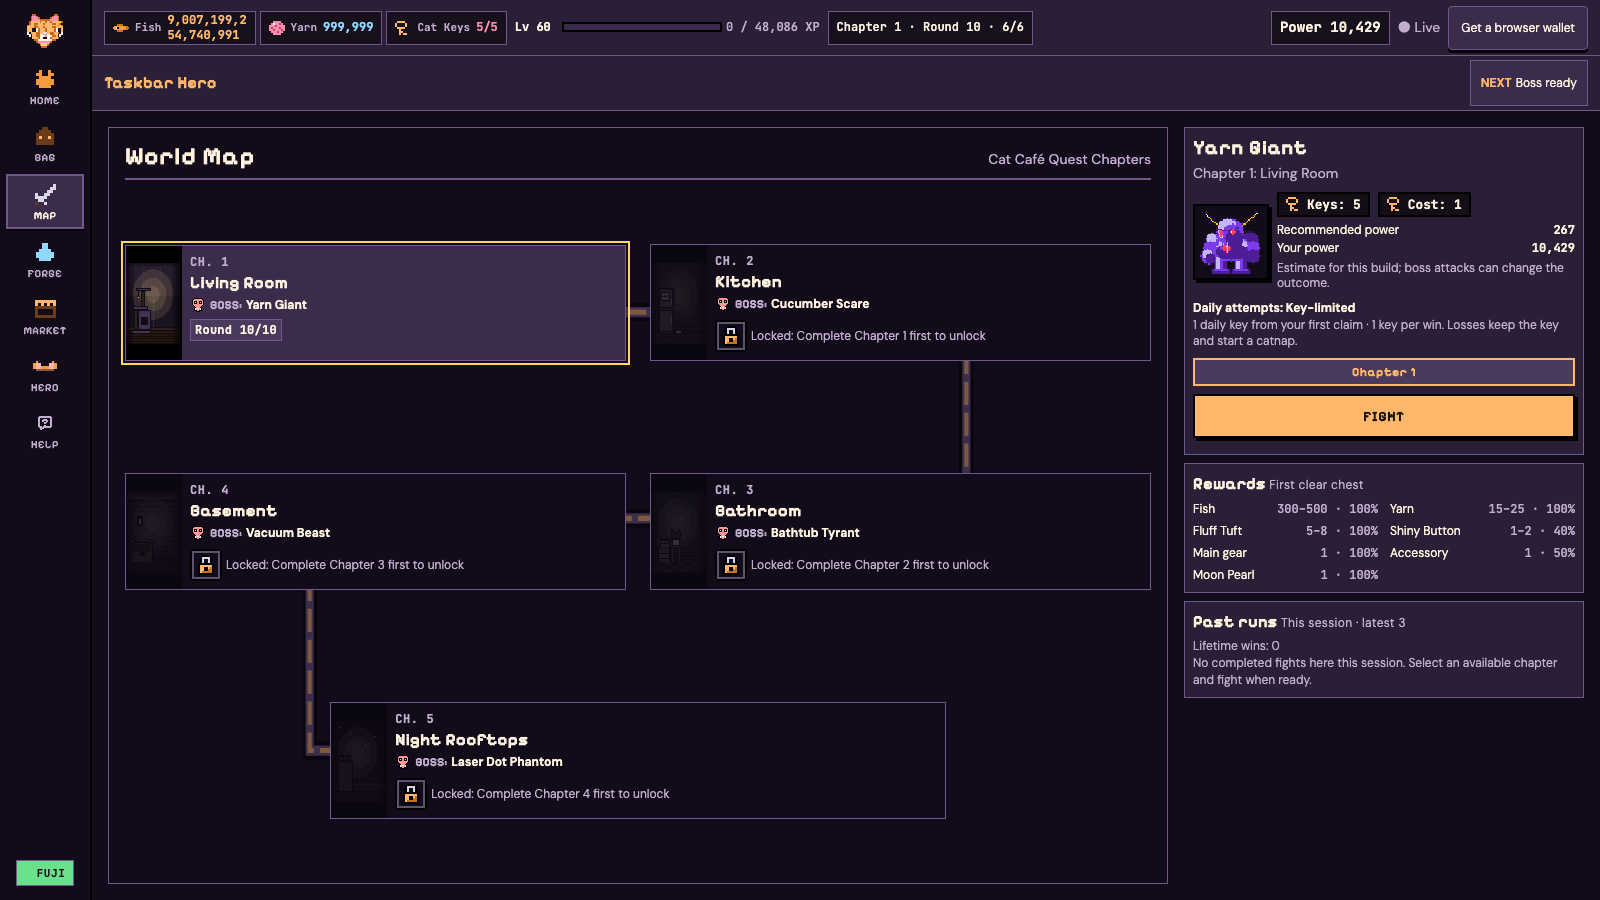 Fish 9,007,199,2
54,740,991
Yarn 999,999
Cat Keys 5/5
Lv 60
0 / 48,086 XP
Chapter 1 · Round 10 · 6/6
Power 10,429
Live
Get a browser wallet
HOME
BAG
MAP
FORGE
MARKET
HERO
HELP
FUJI
Taskbar Hero
NEXT Boss ready
World Map
Cat Café Quest Chapters
CH. 1
Living Room
BOSS: Yarn Giant
Round 10/10
CH. 2
Kitchen
BOSS: Cucumber Scare
Locked: Complete Chapter 1 first to unlock
CH. 4
Basement
BOSS: Vacuum Beast
Locked: Complete Chapter 3 first to unlock
CH. 3
Bathroom
BOSS: Bathtub Tyrant
Locked: Complete Chapter 2 first to unlock
CH. 5
Night Rooftops
BOSS: Laser Dot Phantom
Locked: Complete Chapter 4 first to unlock
Yarn Giant
Chapter 1: Living Room
Keys: 5
Cost: 1
Recommended power 267
Your power 10,429
Estimate for this build; boss attacks can change the
outcome.
Daily attempts: Key-limited
1 daily key from your first claim · 1 key per win. Losses keep the key
and start a catnap.
Chapter 1
FIGHT
Rewards First clear chest
Fish 300-500 · 100% Yarn 15-25 · 100%
Fluff Tuft 5-8 · 100% Shiny Button 1-2 · 40%
Main gear 1 · 100% Accessory 1 · 50%
Moon Pearl 1 · 100%
Past runs This session · latest 3
Lifetime wins: 0
No completed fights here this session. Select an available chapter
and fight when ready.